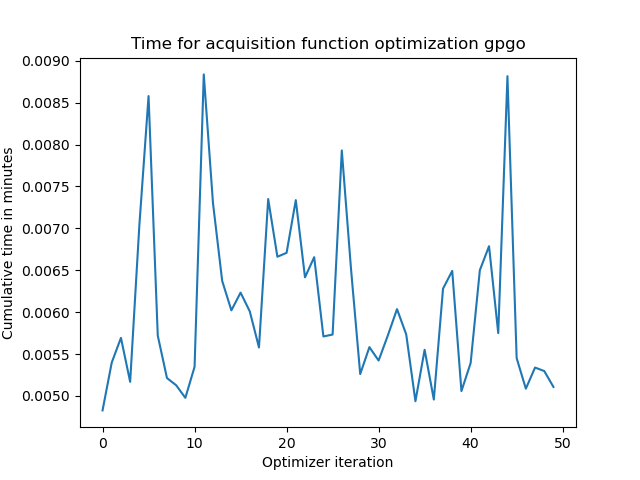 Time for acquisition function optimization gpgo
0.0090
0.0085
0.0080
0.0075
0.0070
0.0065
0.0060
0.0055
0.0050
Cumulative time in minutes
0 10 20 30 40 50
Optimizer iteration